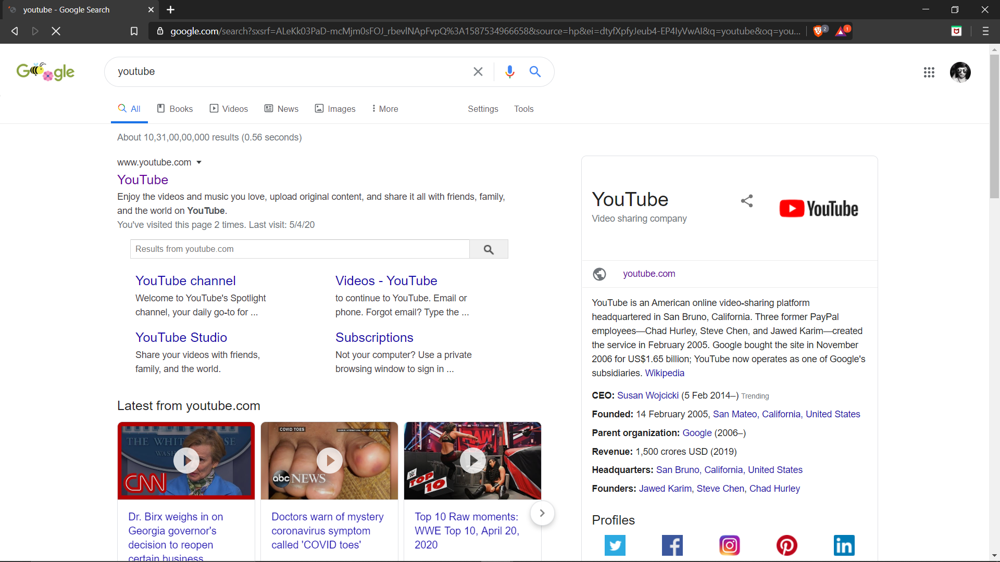 youtube - Google Search
google.com/search?sxsrf=ALeKk03PaD-mcMjm0sFOJ_rbevlNApFvpQ%3A1587534966658&source=hp&ei=dtyfXpfyJeub4-EP4IyVwAI&q=youtube&oq=you...
2
1
Google
youtube
All
Books
Videos
News
Images
More
Settings
Tools
About 10,31,00,00,000 results (0.56 seconds)
www.youtube.com
YouTube
Enjoy the videos and music you love, upload original content, and share it all with friends, family,
and the world on YouTube.
You've visited this page 2 times. Last visit: 5/4/20
Results from youtube.com
YouTube channel
Welcome to YouTube's Spotlight
channel, your daily go-to for ...
Videos - YouTube
to continue to YouTube. Email or
phone. Forgot email? Type the ...
YouTube Studio
Share your videos with friends,
family, and the world.
Subscriptions
Not your computer? Use a private
browsing window to sign in ...
Latest from youtube.com
CNN
COVID TOES
abc NEWS
RAW
TOP
10
Dr. Birx weighs in on
Georgia governor's
decision to reopen
certain business
Doctors warn of mystery
coronavirus symptom
called 'COVID toes'
Top 10 Raw moments:
WWE Top 10, April 20,
2020
YouTube
Video sharing company
YouTube
youtube.com
YouTube is an American online video-sharing platform
headquartered in San Bruno, California. Three former PayPal
employees—Chad Hurley, Steve Chen, and Jawed Karim—created
the service in February 2005. Google bought the site in November
2006 for US$1.65 billion; YouTube now operates as one of Google's
subsidiaries. Wikipedia
CEO: Susan Wojcicki (5 Feb 2014–) Trending
Founded: 14 February 2005, San Mateo, California, United States
Parent organization: Google (2006–)
Revenue: 1,500 crores USD (2019)
Headquarters: San Bruno, California, United States
Founders: Jawed Karim, Steve Chen, Chad Hurley
Profiles